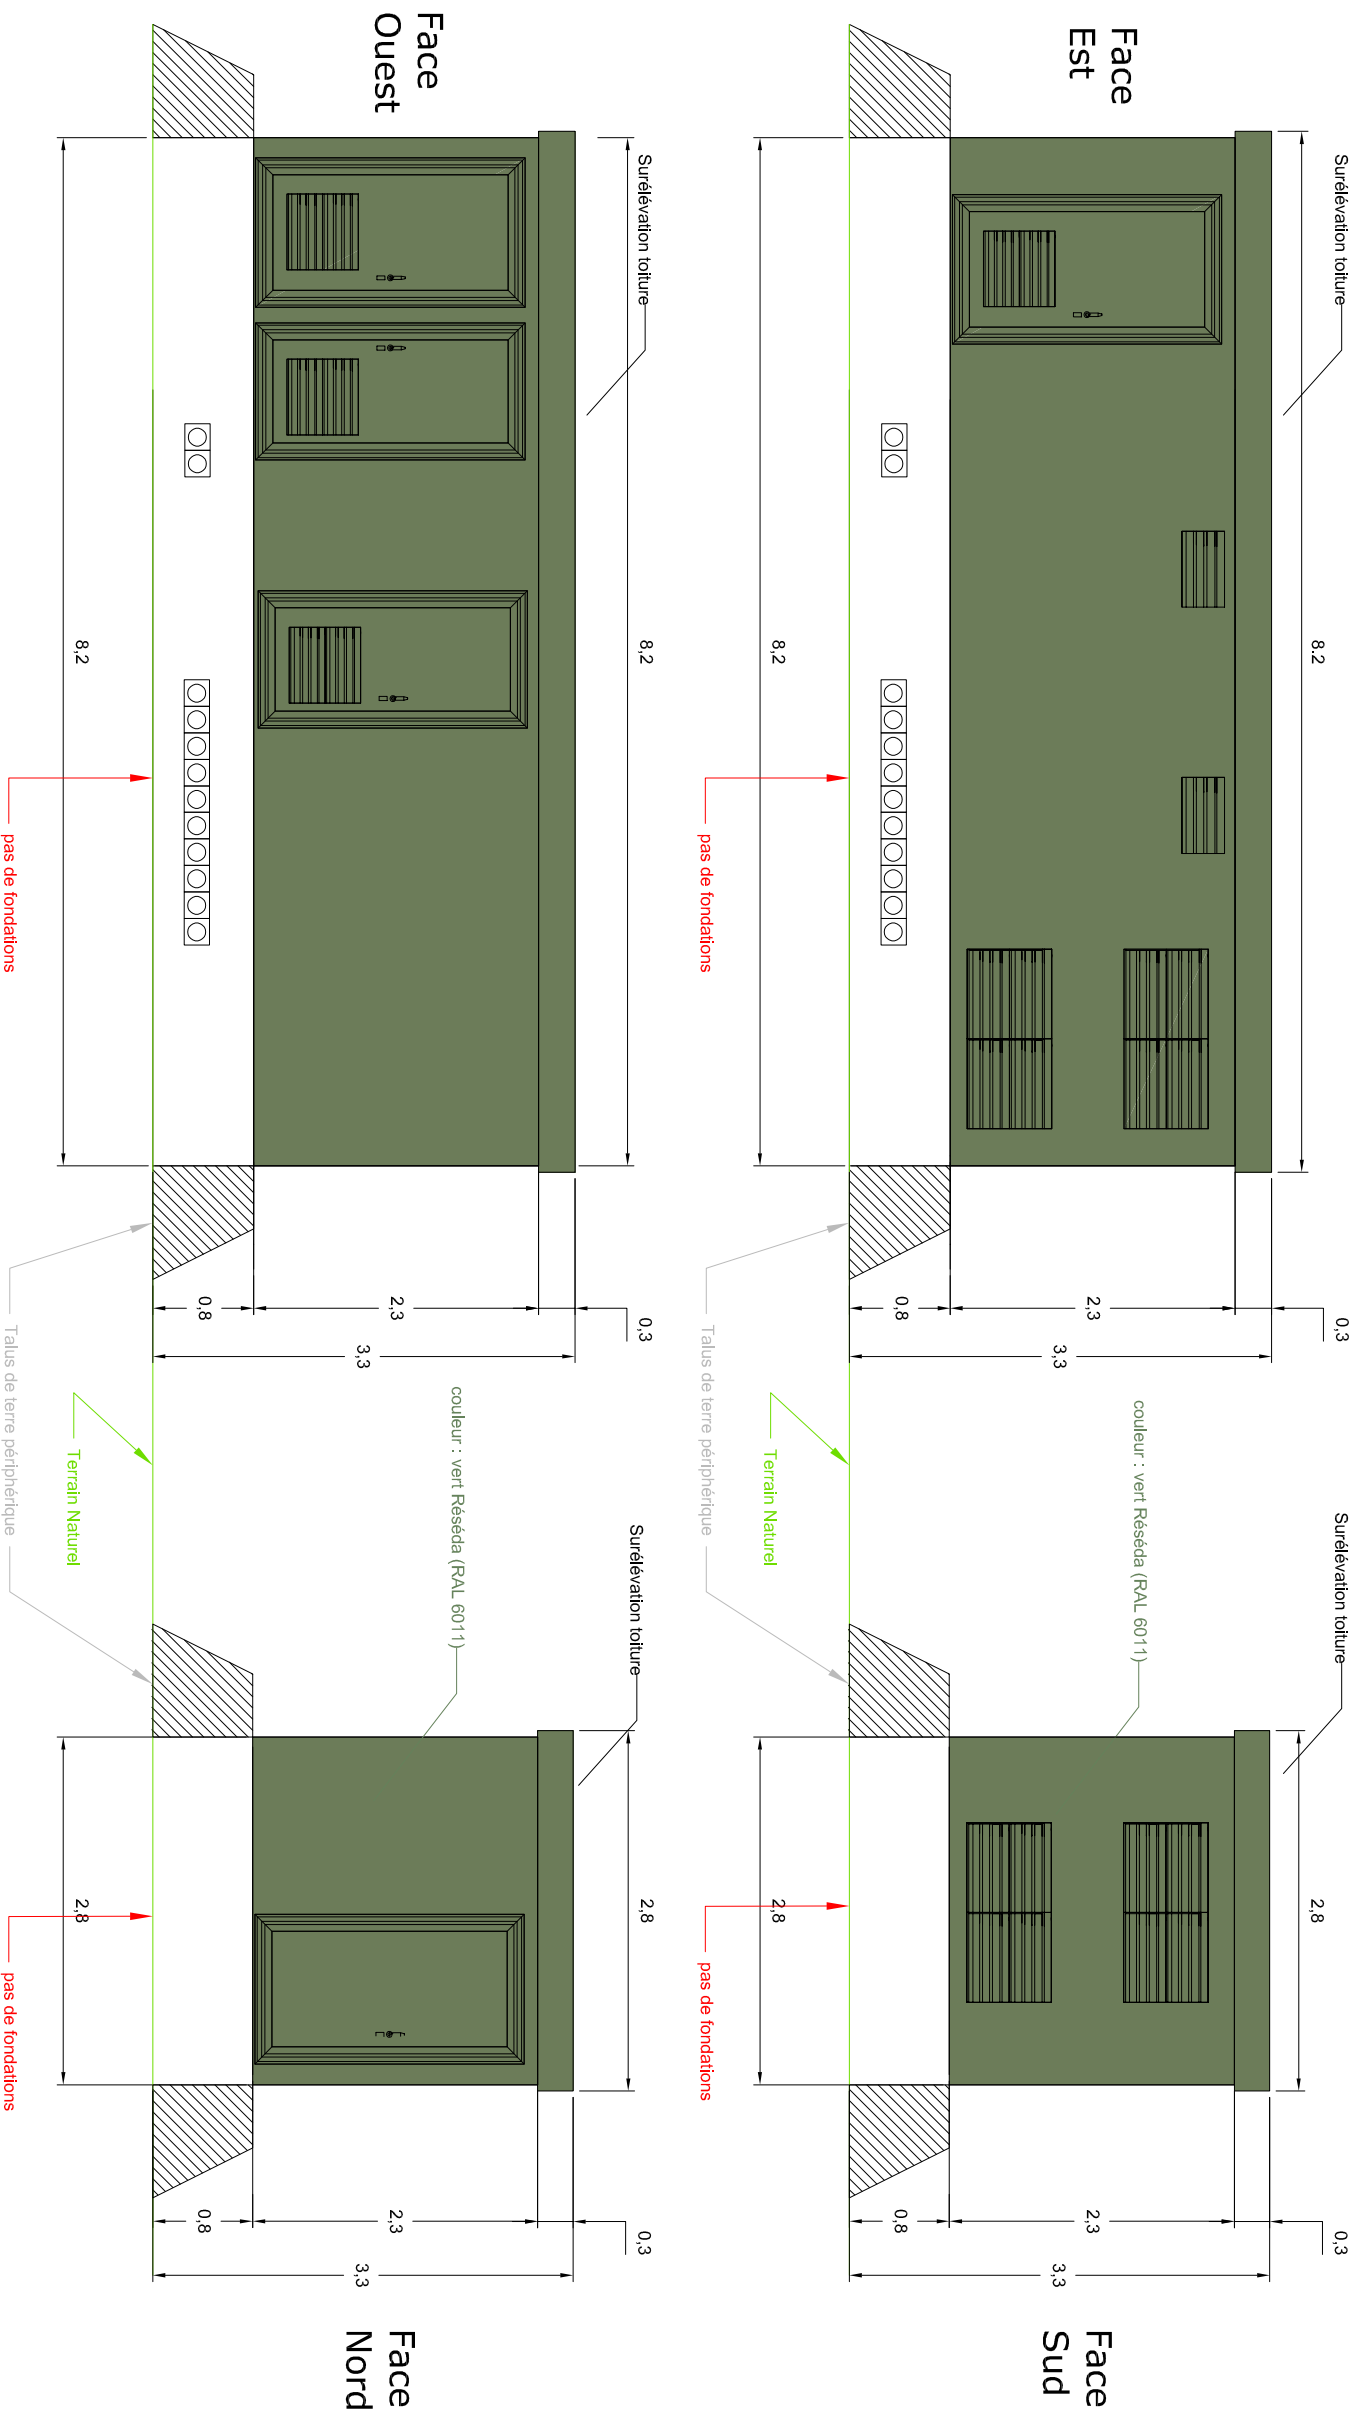 Face
Est
Surélévation toiture
8.2
8,2
pas de fondations
0,3
2,3
0,8
3,3
Talus de terre périphérique
Terrain Naturel
couleur : vert Réséda (RAL 6011)
Surélévation toiture
2,8
2,8
pas de fondations
0,3
2,3
0,8
3,3
Face
Sud
Face
Ouest
Surélévation toiture
8,2
8,2
pas de fondations
0,3
2,3
0,8
3,3
Talus de terre périphérique
Terrain Naturel
couleur : vert Réséda (RAL 6011)
Surélévation toiture
2,8
2,8
pas de fondations
0,3
2,3
0,8
3,3
Face
Nord